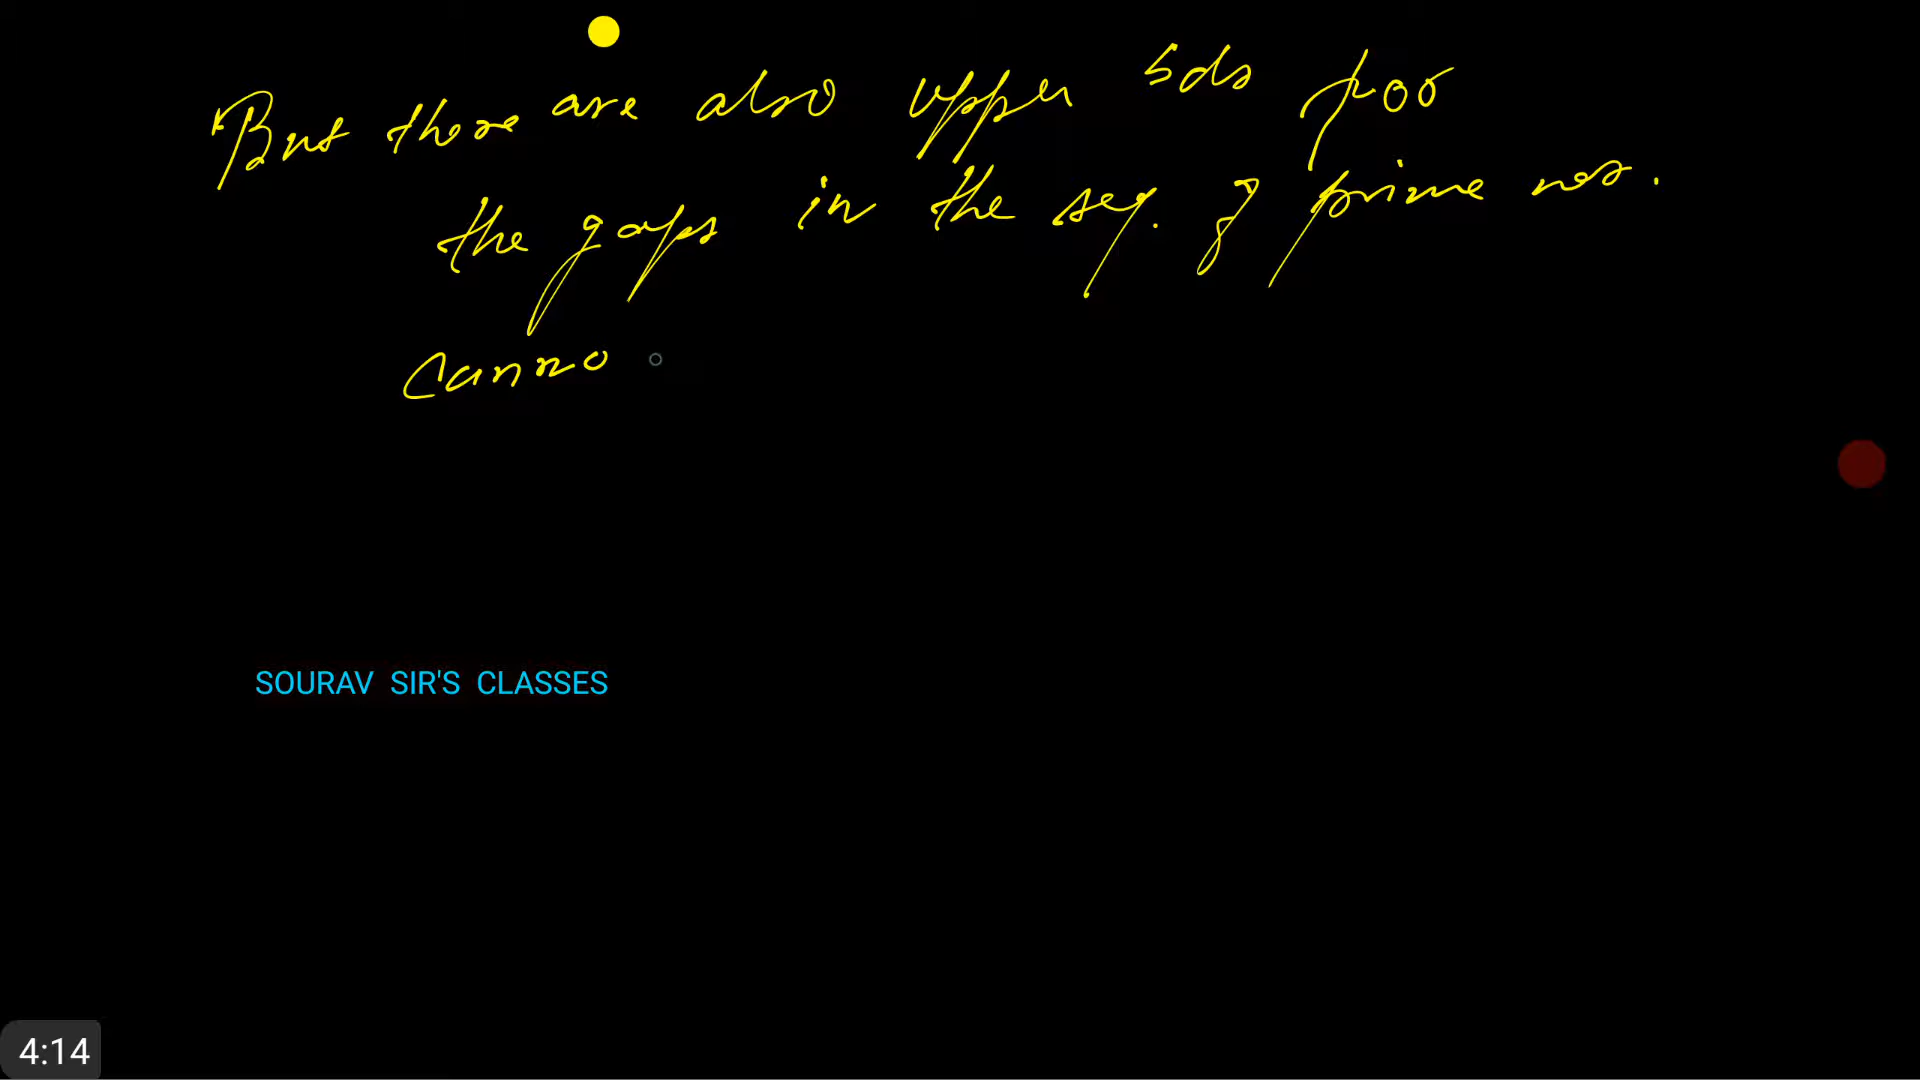 But there are also upper bds for
the gaps in the seq. of prime nos.
Canno
SOURAV SIR'S CLASSES
4:14